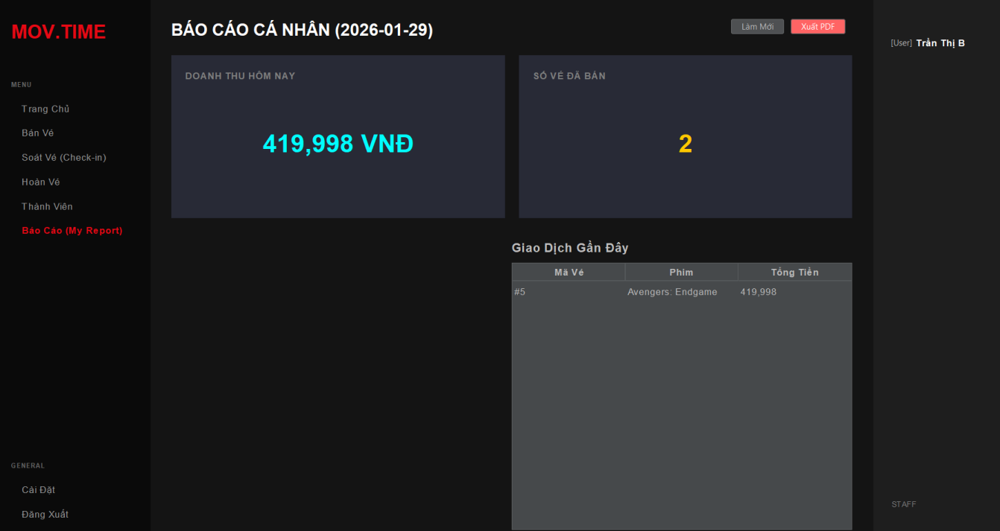 MOV.TIME
MENU
Trang Chủ
Bán Vé
Soát Vé (Check-in)
Hoàn Vé
Thành Viên
Báo Cáo (My Report)
GENERAL
Cài Đặt
Đăng Xuất
BÁO CÁO CÁ NHÂN (2026-01-29)
Làm Mới
Xuất PDF
DOANH THU HÔM NAY
419,998 VNĐ
SỐ VÉ ĐÃ BÁN
2
Giao Dịch Gần Đây
Mã Vé Phim Tổng Tiền
#5 Avengers: Endgame 419,998
[User] Trần Thị B
STAFF